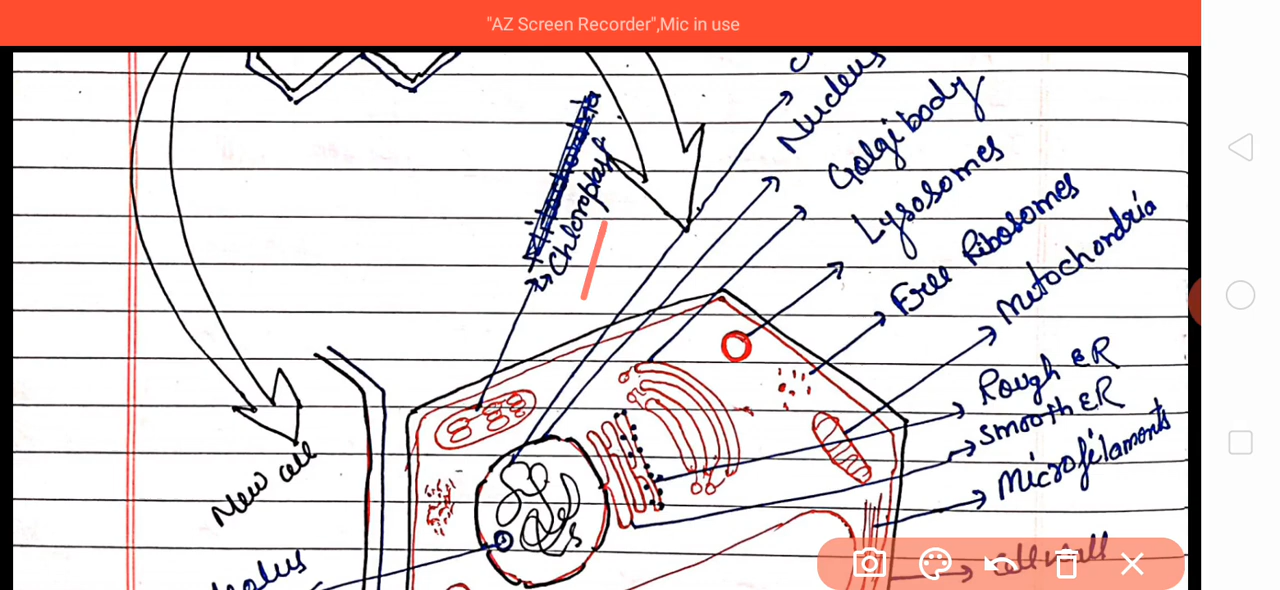 "AZ Screen Recorder",Mic in use
Chloroplast
Nucleus
Golgi body
Lysosomes
Free Ribosomes
Metochondria
Rough ER
Smooth ER
Microfilaments
cell wall
New cell